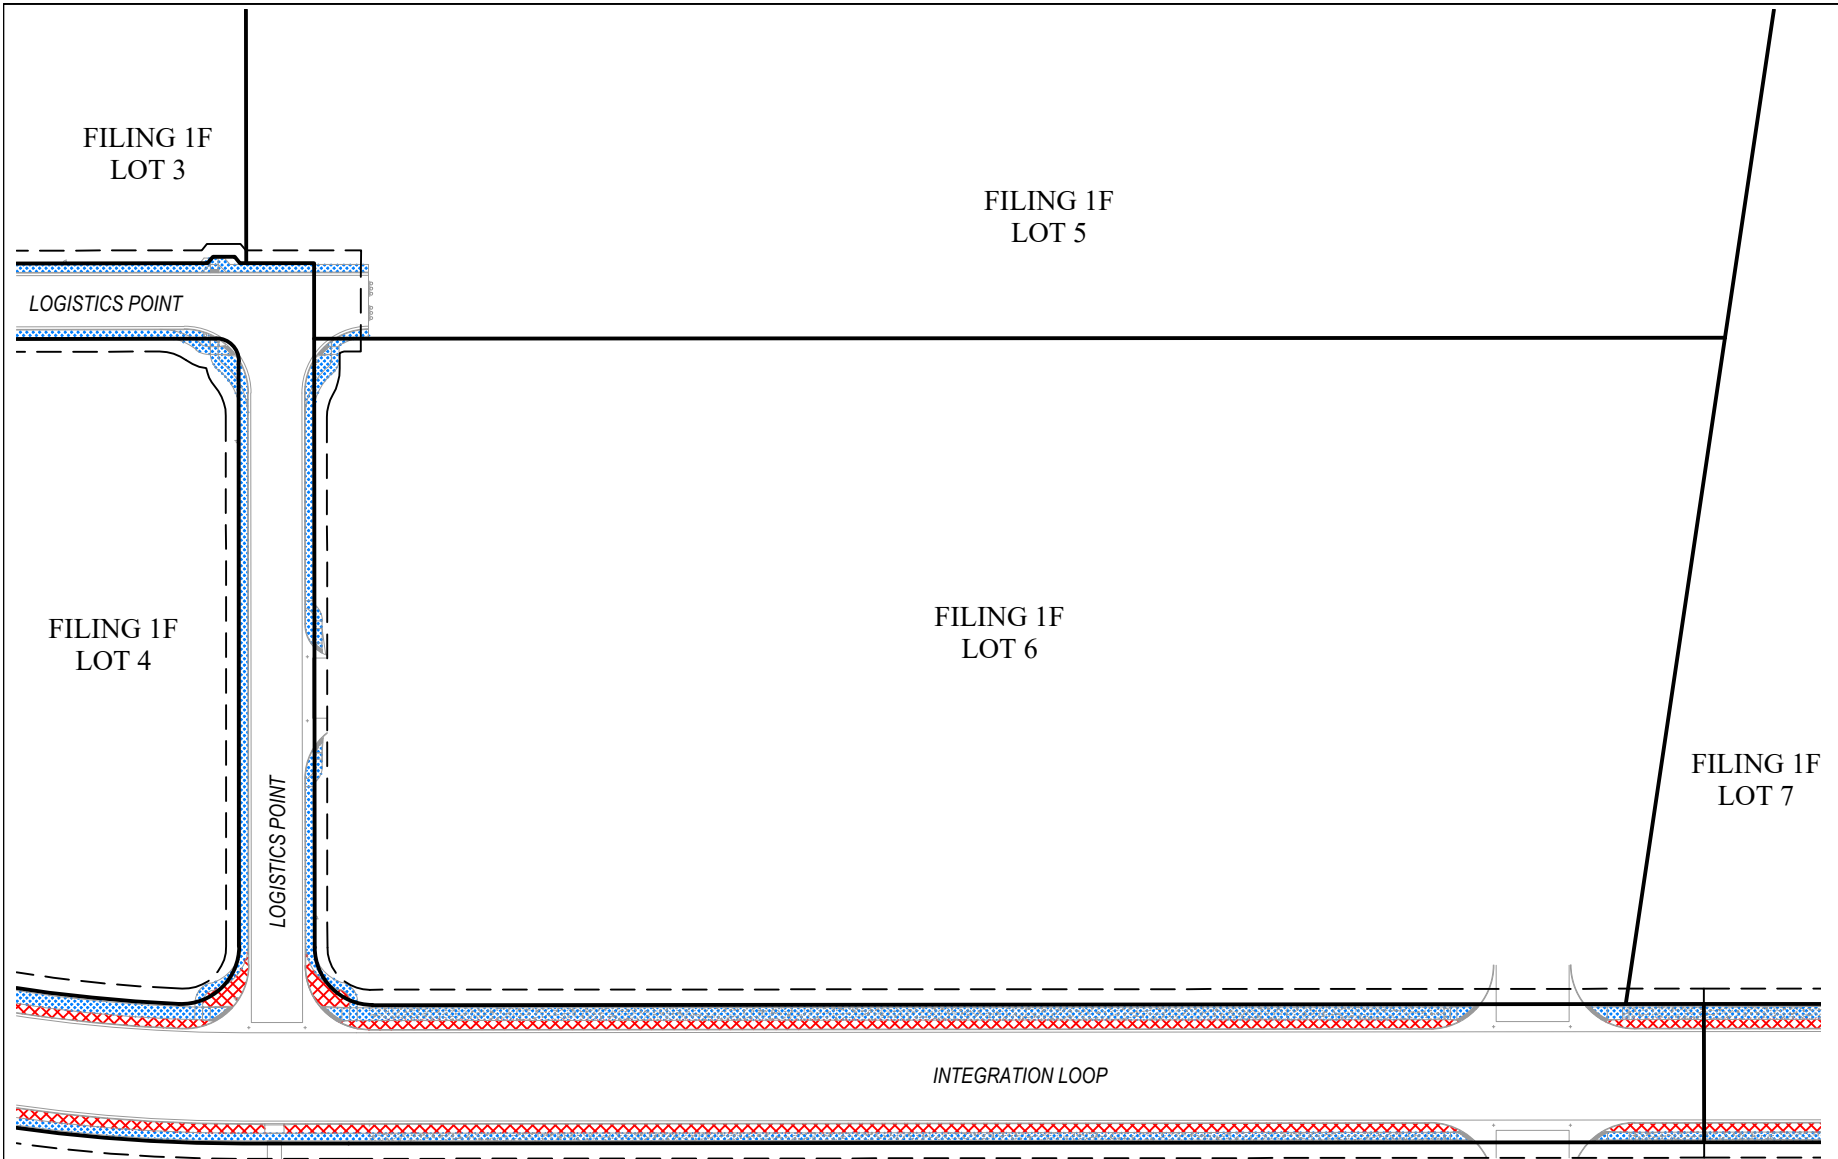 FILING 1F
LOT 3
FILING 1F
LOT 5
LOGISTICS POINT
FILING 1F
LOT 4
FILING 1F
LOT 6
FILING 1F
LOT 7
LOGISTICS POINT
INTEGRATION LOOP